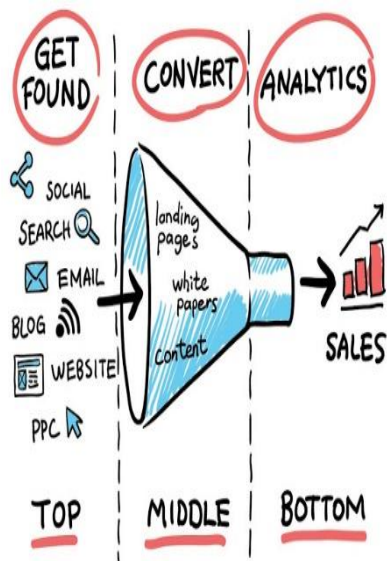 GET
FOUND
CONVERT
ANALYTICS
SOCIAL
SEARCH
EMAIL
BLOG
WEBSITE
PPC
landing
pages
white
papers
content
SALES
TOP
MIDDLE
BOTTOM